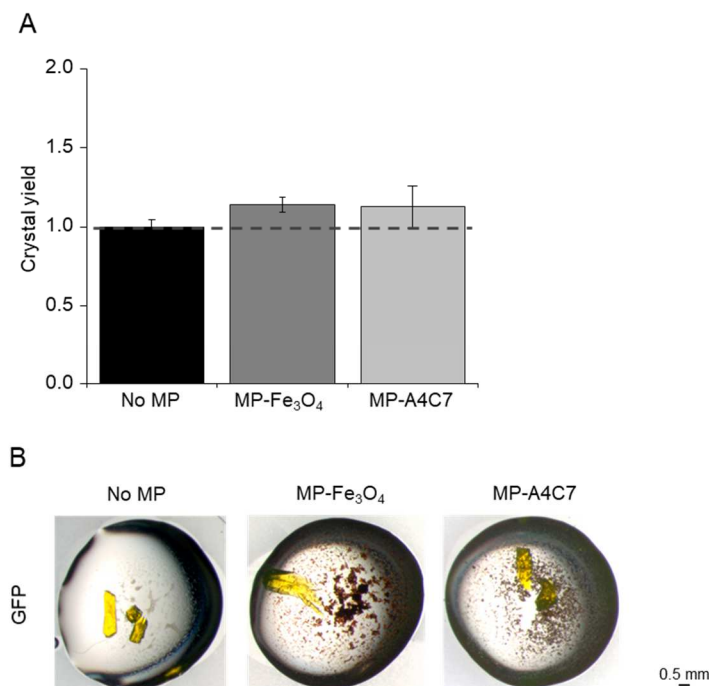 A
2.0
1.5
1.0
0.5
0.0
Crystal yield
No MP
MP-Fe₃O₄
MP-A4C7
B
No MP
MP-Fe₃O₄
MP-A4C7
GFP
0.5 mm